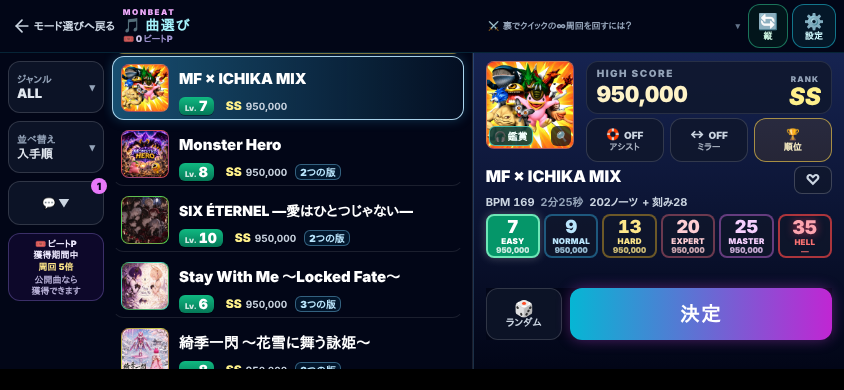 ← モード選びへ戻る
MONBEAT
🎵 曲選び
🎟️ 0 ビートP
⚔️ 裏でクイックの∞周回を回すには?
▼
🔄 縦
⚙️ 設定
ジャンル
ALL ▼
並べ替え
入手順 ▼
💬 ▼
1
🎟️ ビートP
獲得期間中
周回 5倍
公開曲なら
獲得できます
MF × ICHIKA MIX
Lv. 7 SS 950,000
Monster Hero
Lv. 8 SS 950,000 2つの版
SIX ÉTERNEL —愛はひとつじゃない—
Lv. 10 SS 950,000 2つの版
Stay With Me 〜Locked Fate〜
Lv. 6 SS 950,000 3つの版
綺季一閃 〜花雪に舞う詠姫〜
🎧 鑑賞
🔍
HIGH SCORE
950,000
RANK
SS
🛟 OFF
アシスト
↔ OFF
ミラー
🏆
順位
MF × ICHIKA MIX
♡
BPM 169 2分25秒 202ノーツ + 刻み28
7
EASY
950,000
9
NORMAL
950,000
13
HARD
950,000
20
EXPERT
950,000
25
MASTER
950,000
35
HELL
—
🎲
ランダム
決定